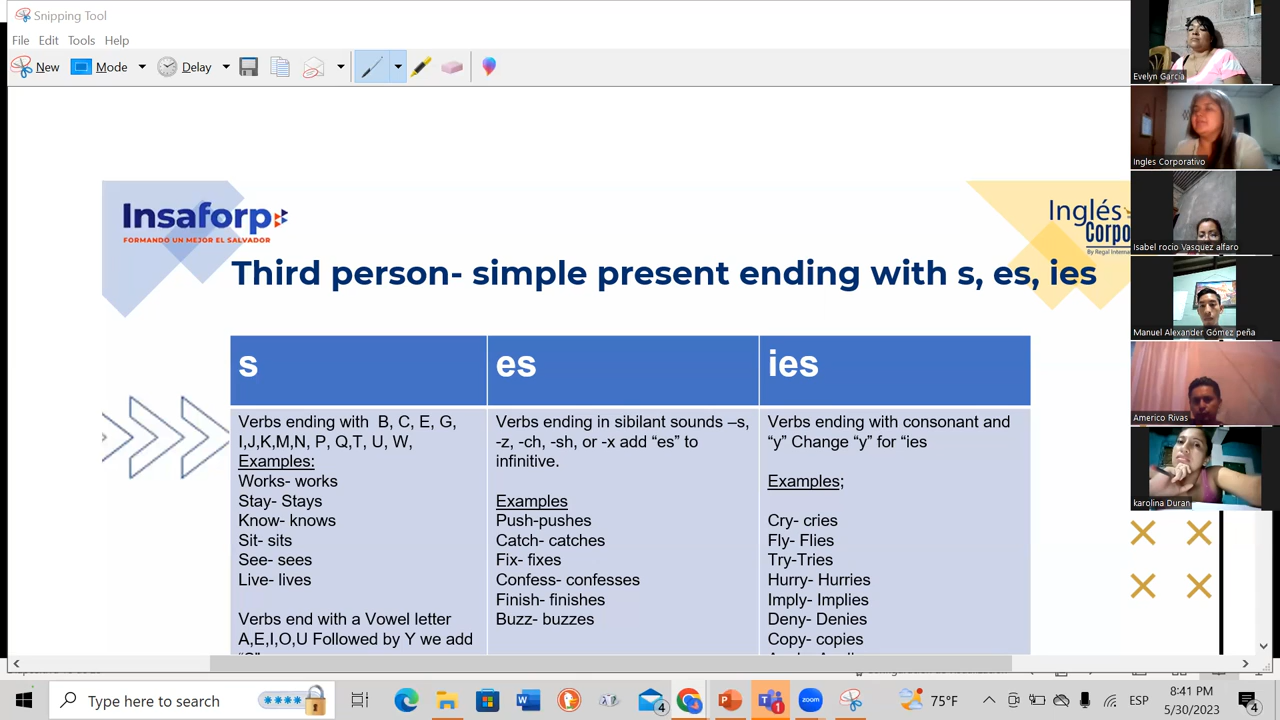 Snipping Tool
File Edit Tools Help
New Mode Delay
Insaforp
FORMANDO UN MEJOR EL SALVADOR
Inglés
Corpo
Third person- simple present ending with s, es, ies
s
Verbs ending with B, C, E, G,
I,J,K,M,N, P, Q,T, U, W,
Examples:
Works- works
Stay- Stays
Know- knows
Sit- sits
See- sees
Live- lives
Verbs end with a Vowel letter
A,E,I,O,U Followed by Y we add
es
Verbs ending in sibilant sounds –s,
-z, -ch, -sh, or -x add “es” to
infinitive.
Examples
Push-pushes
Catch- catches
Fix- fixes
Confess- confesses
Finish- finishes
Buzz- buzzes
ies
Verbs ending with consonant and
“y” Change “y” for “ies
Examples;
Cry- cries
Fly- Flies
Try-Tries
Hurry- Hurries
Imply- Implies
Deny- Denies
Copy- copies
Evelyn Garcia
Ingles Corporativo
Isabel rocio Vasquez alfaro
Manuel Alexander Gómez peña
Americo Rivas
karolina Duran
Type here to search
4
1
zoom
75°F
ESP
8:41 PM
5/30/2023
4